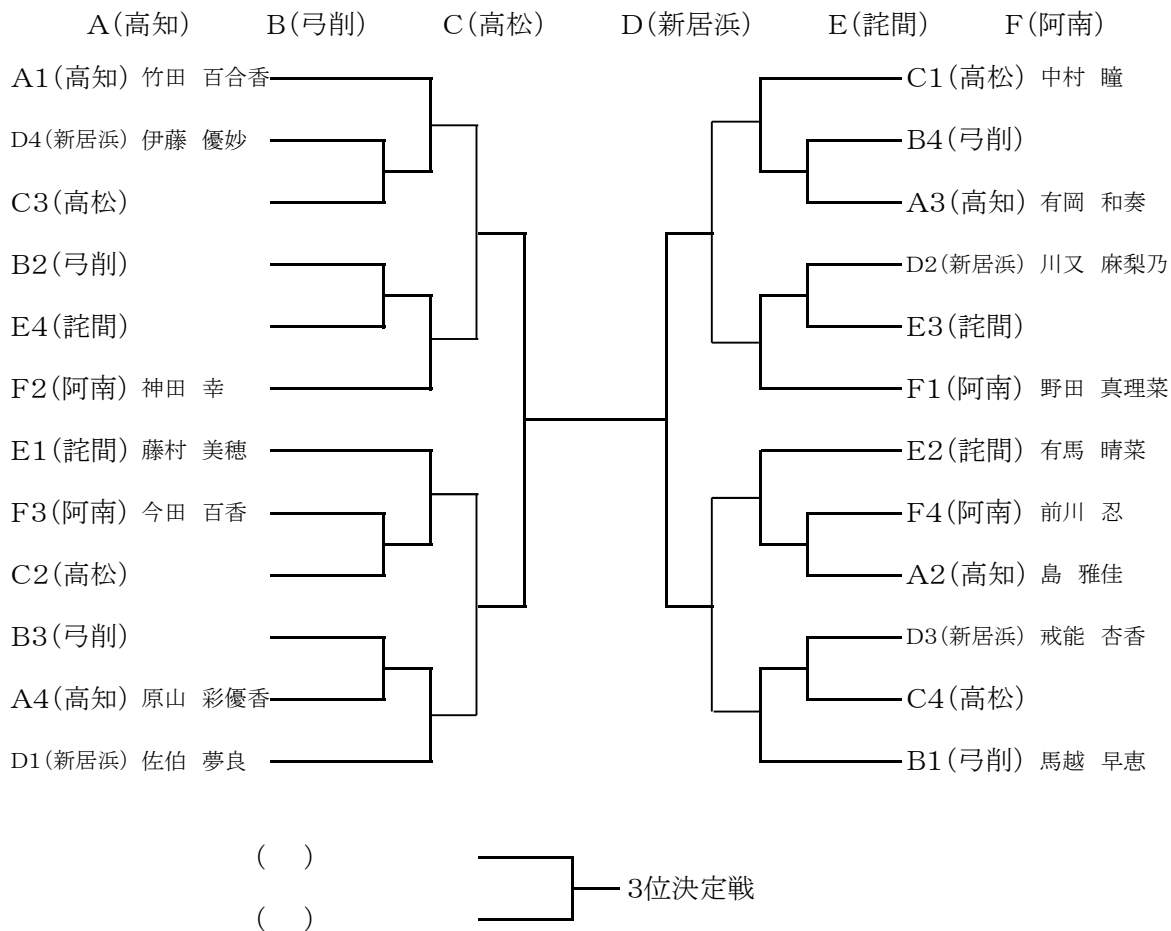 A(高知) B(弓削) C(高松) D(新居浜) E(詫間) F(阿南)
A1(高知) 竹田 百合香
D4(新居浜) 伊藤 優妙
C3(高松)
B2(弓削)
E4(詫間)
F2(阿南) 神田 幸
E1(詫間) 藤村 美穂
F3(阿南) 今田 百香
C2(高松)
B3(弓削)
A4(高知) 原山 彩優香
D1(新居浜) 佐伯 夢良
C1(高松) 中村 瞳
B4(弓削)
A3(高知) 有岡 和奏
D2(新居浜) 川又 麻梨乃
E3(詫間)
F1(阿南) 野田 真理菜
E2(詫間) 有馬 晴菜
F4(阿南) 前川 忍
A2(高知) 島 雅佳
D3(新居浜) 戒能 杏香
C4(高松)
B1(弓削) 馬越 早恵
( )
3位決定戦
( )